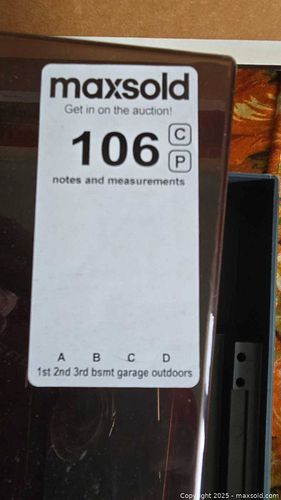 maxsold
Get in on the auction!
106 C
P
notes and measurements
A B C D
1st 2nd 3rd bsmt garage outdoors
Copyright 2025 - maxsold.com